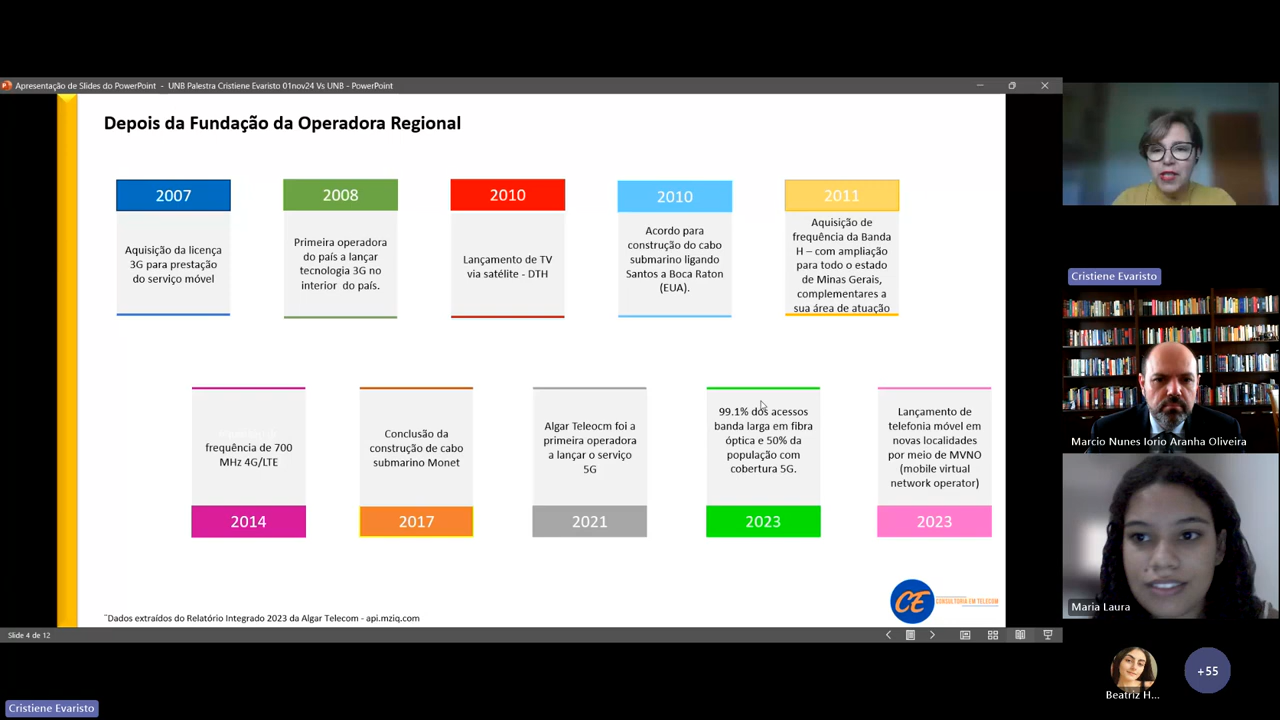 Apresentação de Slides do PowerPoint - UNB Palestra Cristiene Evaristo 01nov24 Vs UNB - PowerPoint
Depois da Fundação da Operadora Regional
2007
Aquisição da licença
3G para prestação
do serviço móvel
2008
Primeira operadora
do país a lançar
tecnologia 3G no
interior do país.
2010
Lançamento de TV
via satélite - DTH
2010
Acordo para
construção do cabo
submarino ligando
Santos a Boca Raton
(EUA).
2011
Aquisição de
frequência da Banda
H – com ampliação
para todo o estado
de Minas Gerais,
complementares a
sua área de atuação
frequência de 700
MHz 4G/LTE
2014
Conclusão da
construção de cabo
submarino Monet
2017
Algar Teleocm foi a
primeira operadora
a lançar o serviço
5G
2021
99.1% dos acessos
banda larga em fibra
óptica e 50% da
população com
cobertura 5G.
2023
Lançamento de
telefonia móvel em
novas localidades
por meio de MVNO
(mobile virtual
network operator)
2023
CE CONSULTORIA EM TELECOM
¨Dados extraídos do Relatório Integrado 2023 da Algar Telecom - api.mziq.com
Slide 4 de 12
Cristiene Evaristo
Cristiene Evaristo
Marcio Nunes Iorio Aranha Oliveira
Maria Laura
Beatriz H...
+55